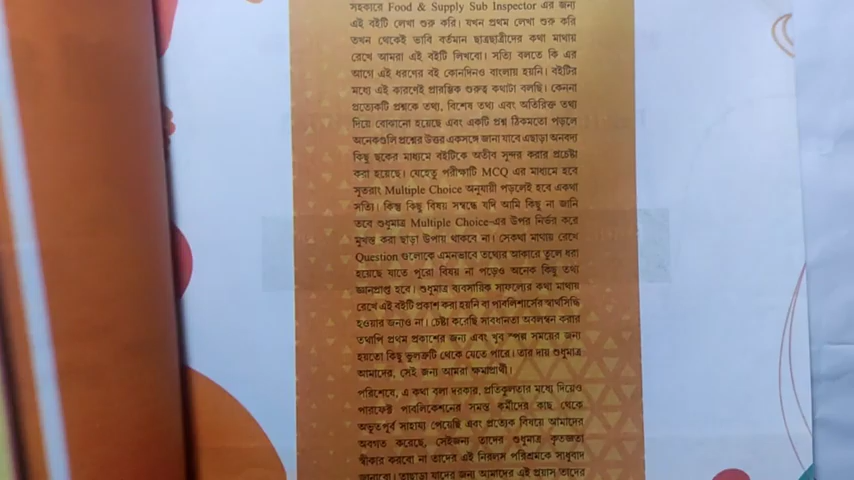 সহকারে Food & Supply Sub Inspector এর জন্য
এই বইটি লেখা শুরু করি। যখন প্রথম লেখা শুরু করি
তখন থেকেই ভাবি বর্তমান ছাত্রছাত্রীদের কথা মাথায়
রেখে আমরা এই বইটি লিখবো। সত্যি বলতে কি এর
আগে এই ধরণের বই কোনদিনও বাংলায় হয়নি। বইটির
মধ্যে এই কারণেই প্রারম্ভিক গুরুত্ব কথাটা বলছি। কেননা
প্রত্যেকটি প্রশ্নকে তথ্য, বিশেষ তথ্য এবং অতিরিক্ত তথ্য
দিয়ে বোঝানো হয়েছে এবং একটি প্রশ্ন ঠিকমতো পড়লে
অনেকগুলি প্রশ্নের উত্তর একসঙ্গে জানা যাবে এছাড়া অনবদ্য
কিছু ছকের মাধ্যমে বইটিকে অতীব সুন্দর করার প্রচেষ্টা
করা হয়েছে। যেহেতু পরীক্ষাটি MCQ এর মাধ্যমে হবে
সুতরাং Multiple Choice অনুযায়ী পড়লেই হবে একথা
সত্যি। কিন্তু কিছু বিষয় সম্বন্ধে যদি আমি কিছু না জানি
তবে শুধুমাত্র Multiple Choice-এর উপর নির্ভর করে
মুখস্ত করা ছাড়া উপায় থাকবে না। সেকথা মাথায় রেখে
Question গুলোকে এমনভাবে তথ্যের আকারে তুলে ধরা
হয়েছে যাতে পুরো বিষয় না পড়েও অনেক কিছু তথ্য
জ্ঞানপ্রাপ্ত হবে। শুধুমাত্র ব্যবসায়িক সাফল্যের কথা মাথায়
রেখে এই বইটি প্রকাশ করা হয়নি বা পাবলিশার্সের স্বার্থসিদ্ধি
হওয়ার জন্যও না। চেষ্টা করেছি সাবধানতা অবলম্বন করার
তথাপি প্রথম প্রকাশের জন্য এবং খুব স্পল্প সময়ের জন্য
হয়তো কিছু ভুলত্রুটি থেকে যেতে পারে। তার দায় শুধুমাত্র
আমাদের, সেই জন্য আমরা ক্ষমাপ্রার্থী।
পরিশেষে, এ কথা বলা দরকার, প্রতিকূলতার মধ্যে দিয়েও
পারফেক্ট পাবলিকেশনের সমস্ত কর্মীদের কাছ থেকে
অভূতপূর্ব সাহায্য পেয়েছি এবং প্রত্যেক বিষয়ে আমাদের
অবগত করেছে, সেইজন্য তাদের শুধুমাত্র কৃতজ্ঞতা
স্বীকার করবো না তাদের এই নিরলস পরিশ্রমকে সাধুবাদ
জানাবো। তাছাড়া যাদের জন্য আমাদের এই প্রয়াস তাদের